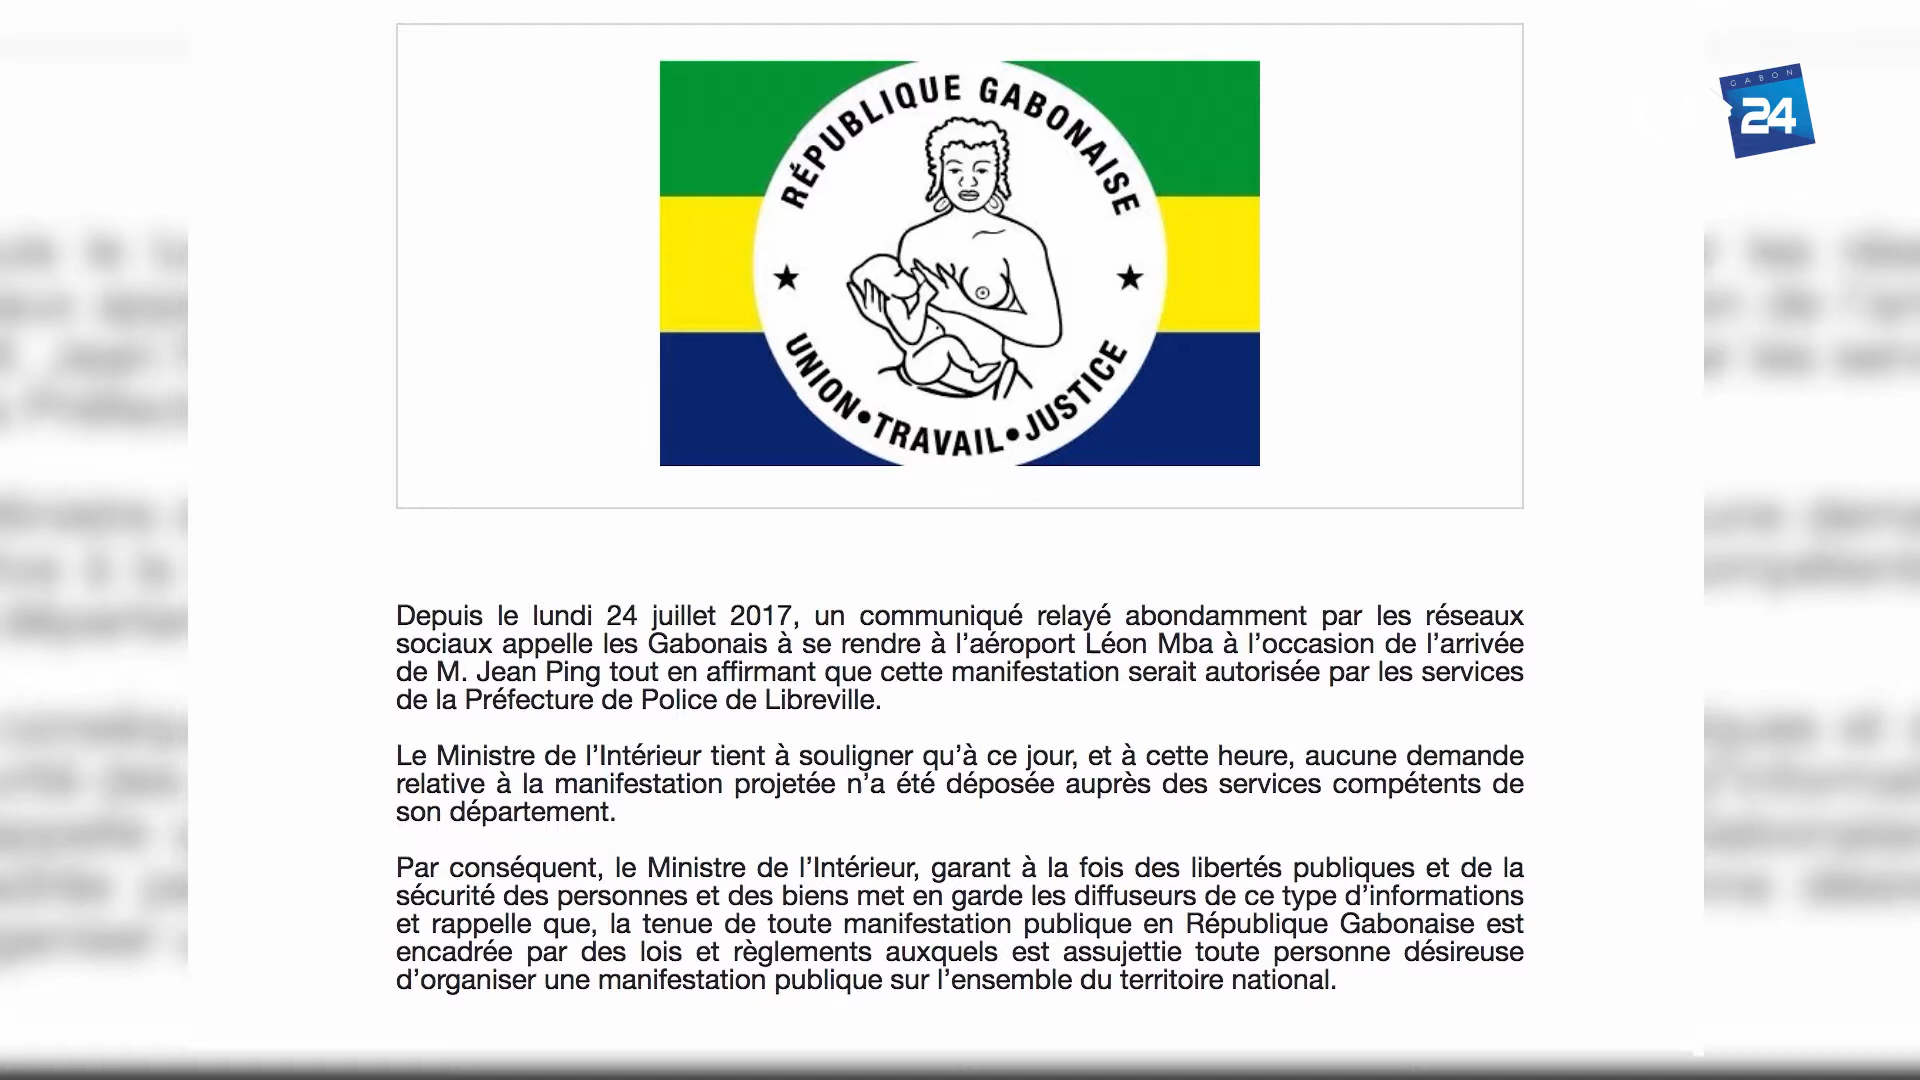 RÉPUBLIQUE GABONAISE
UNION•TRAVAIL•JUSTICE
GABON
24
Depuis le lundi 24 juillet 2017, un communiqué relayé abondamment par les réseaux
sociaux appelle les Gabonais à se rendre à l’aéroport Léon Mba à l’occasion de l’arrivée
de M. Jean Ping tout en affirmant que cette manifestation serait autorisée par les services
de la Préfecture de Police de Libreville.
Le Ministre de l’Intérieur tient à souligner qu’à ce jour, et à cette heure, aucune demande
relative à la manifestation projetée n’a été déposée auprès des services compétents de
son département.
Par conséquent, le Ministre de l’Intérieur, garant à la fois des libertés publiques et de la
sécurité des personnes et des biens met en garde les diffuseurs de ce type d’informations
et rappelle que, la tenue de toute manifestation publique en République Gabonaise est
encadrée par des lois et règlements auxquels est assujettie toute personne désireuse
d’organiser une manifestation publique sur l’ensemble du territoire national.